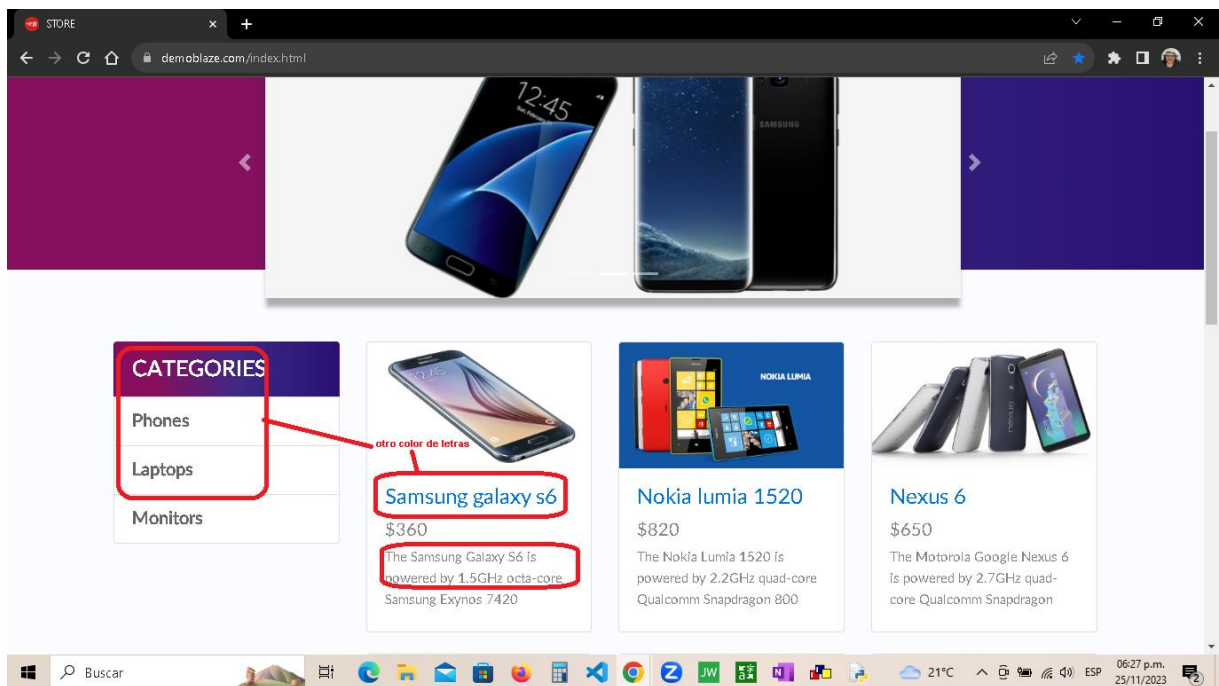 STORE
demoblaze.com/index.html
12:45
SAMSUNG
CATEGORIES
Phones
Laptops
Monitors
otro color de letras
12:45
Samsung galaxy s6
$360
The Samsung Galaxy S6 is
powered by 1.5GHz octa-core
Samsung Exynos 7420
NOKIA LUMIA
Nokia lumia 1520
$820
The Nokia Lumia 1520 is
powered by 2.2GHz quad-core
Qualcomm Snapdragon 800
Nexus 6
$650
The Motorola Google Nexus 6
is powered by 2.7GHz quad-
core Qualcomm Snapdragon
Buscar
Z
JW
N
21°C
ESP
06:27 p.m.
25/11/2023
2